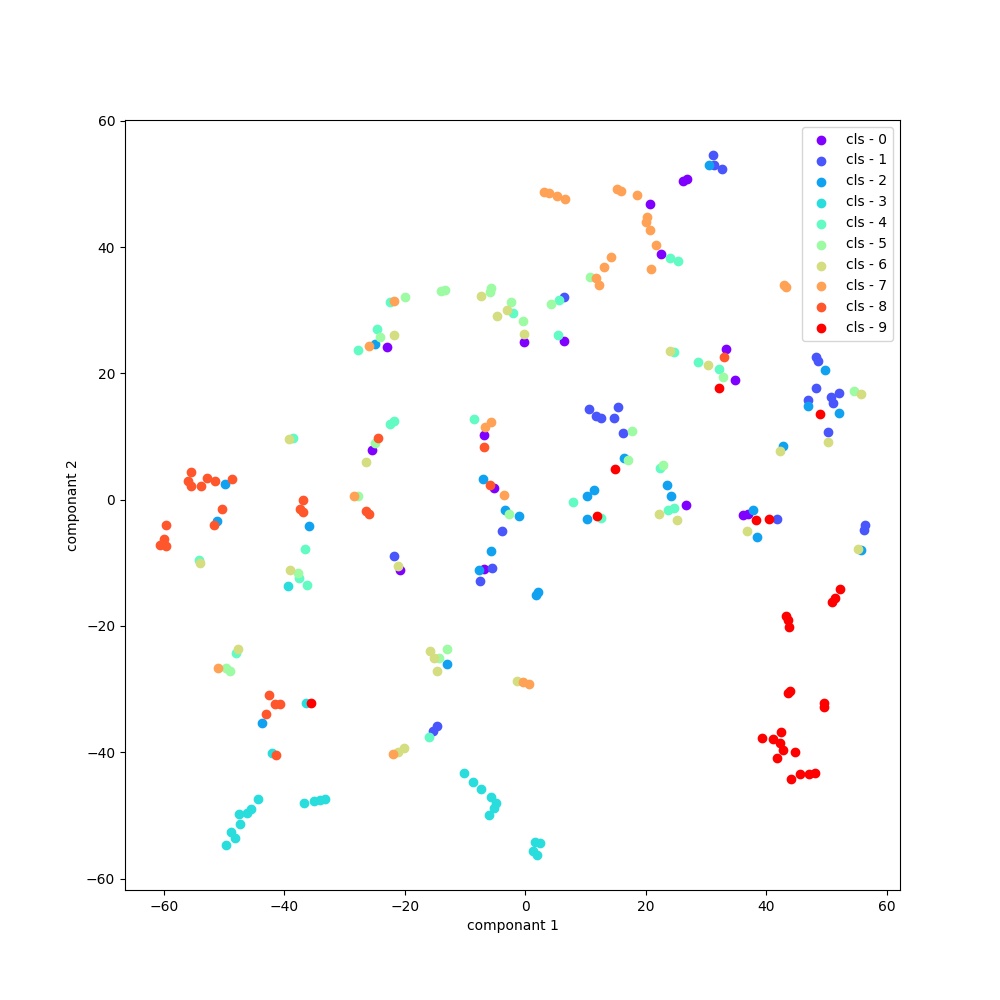 60
40
20
0
−20
−40
−60
componant 2
cls - 0
cls - 1
cls - 2
cls - 3
cls - 4
cls - 5
cls - 6
cls - 7
cls - 8
cls - 9
−60 −40 −20 0 20 40 60
componant 1